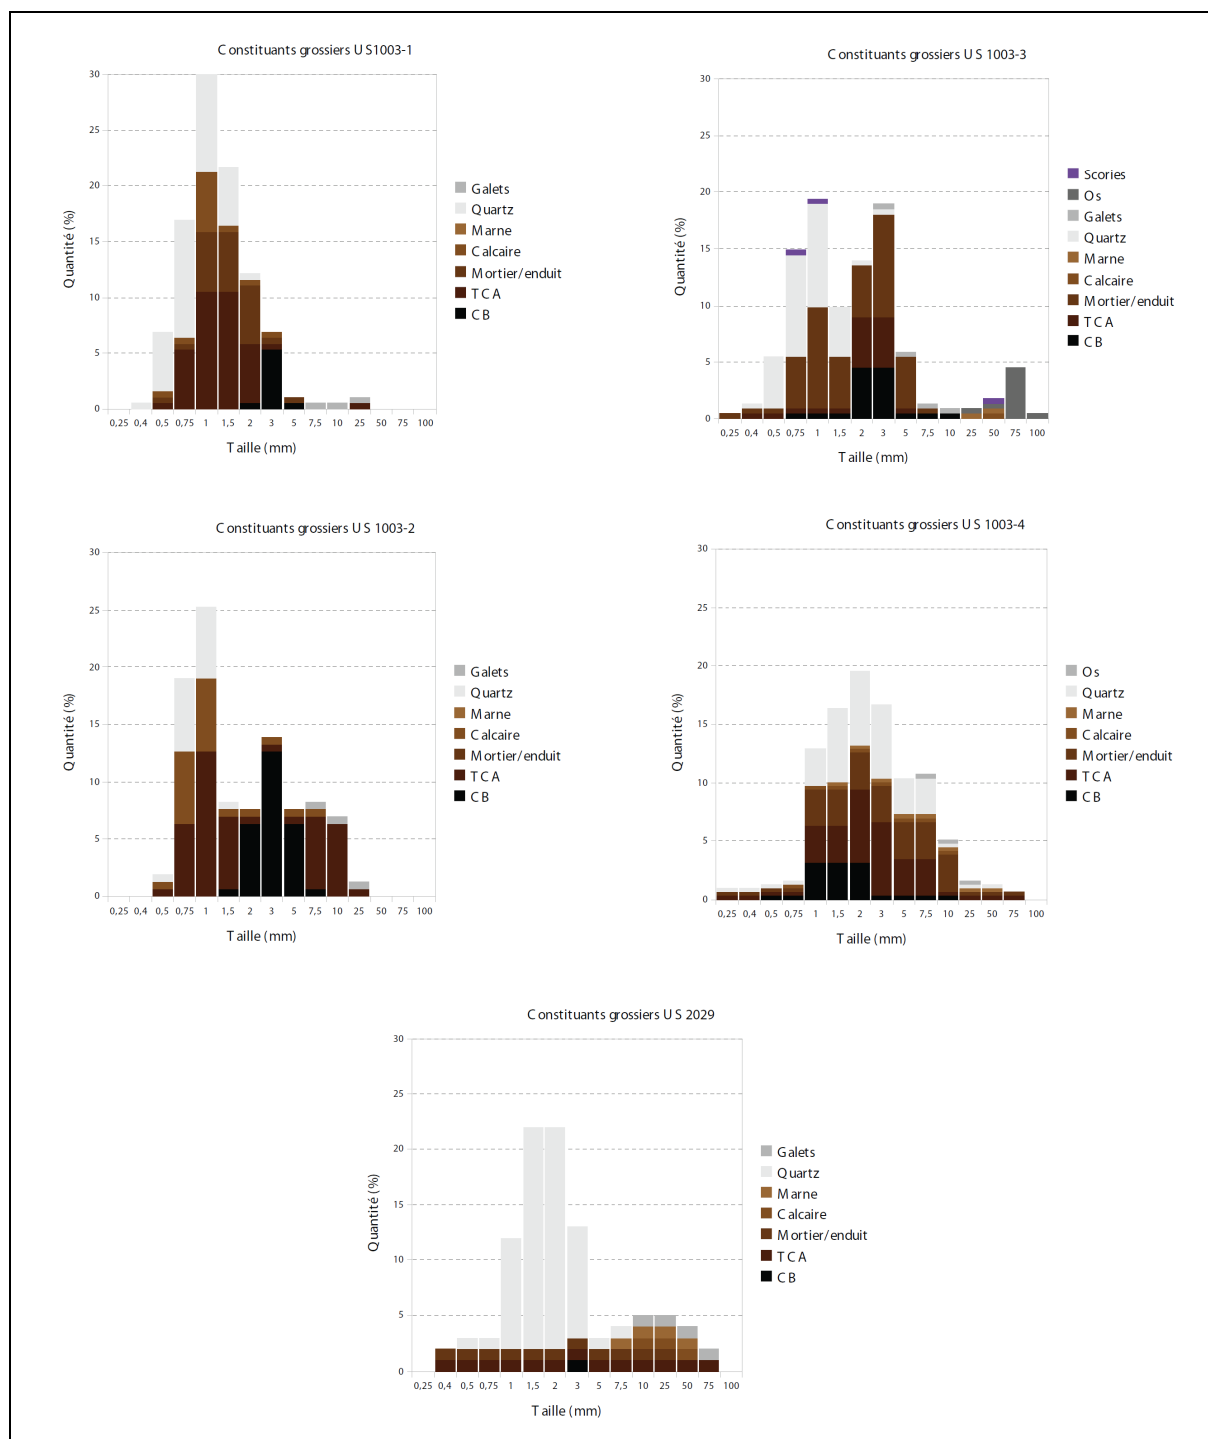 Constituants grossiers US1003-1
30
25
20
15
10
5
0
Quantité (%)
0,25 0,4 0,5 0,75 1 1,5 2 3 5 7,5 10 25 50 75 100
Taille (mm)
Galets
Quartz
Marne
Calcaire
Mortier/enduit
TCA
CB
Constituants grossiers US 1003-3
30
25
20
15
10
5
0
Quantité (%)
0,25 0,4 0,5 0,75 1 1,5 2 3 5 7,5 10 25 50 75 100
Taille (mm)
Scories
Os
Galets
Quartz
Marne
Calcaire
Mortier/enduit
TCA
CB
Constituants grossiers US 1003-2
30
25
20
15
10
5
0
Quantité (%)
0,25 0,4 0,5 0,75 1 1,5 2 3 5 7,5 10 25 50 75 100
Taille (mm)
Galets
Quartz
Marne
Calcaire
Mortier/enduit
TCA
CB
Constituants grossiers US 1003-4
30
25
20
15
10
5
0
Quantité (%)
0,25 0,4 0,5 0,75 1 1,5 2 3 5 7,5 10 25 50 75 100
Taille (mm)
Os
Quartz
Marne
Calcaire
Mortier/enduit
TCA
CB
Constituants grossiers US 2029
30
25
20
15
10
5
0
Quantité (%)
0,25 0,4 0,5 0,75 1 1,5 2 3 5 7,5 10 25 50 75 100
Taille (mm)
Galets
Quartz
Marne
Calcaire
Mortier/enduit
TCA
CB